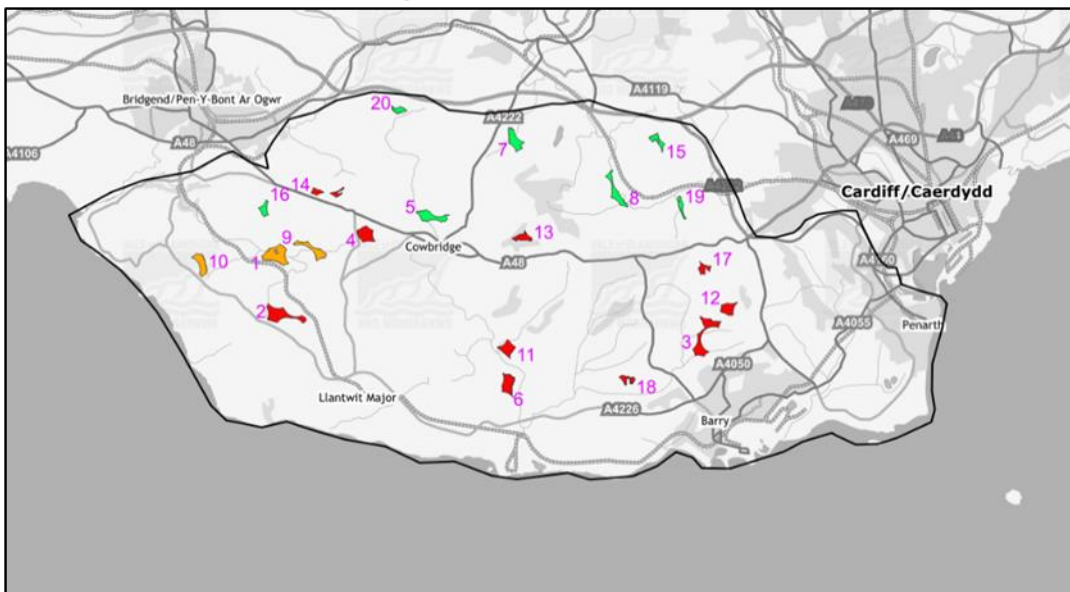 A4119
Bridgend/Pen-Y-Bont Ar Ogwr
20
A4222
A469
A48
7
15
A4106
14
Cardiff/Caerdydd
16
5
8
19
4
13
Cowbridge
9
10
1
A48
17
2
12
A4055
Penarth
11
3
A4050
Llantwit Major
6
18
A4226
Barry